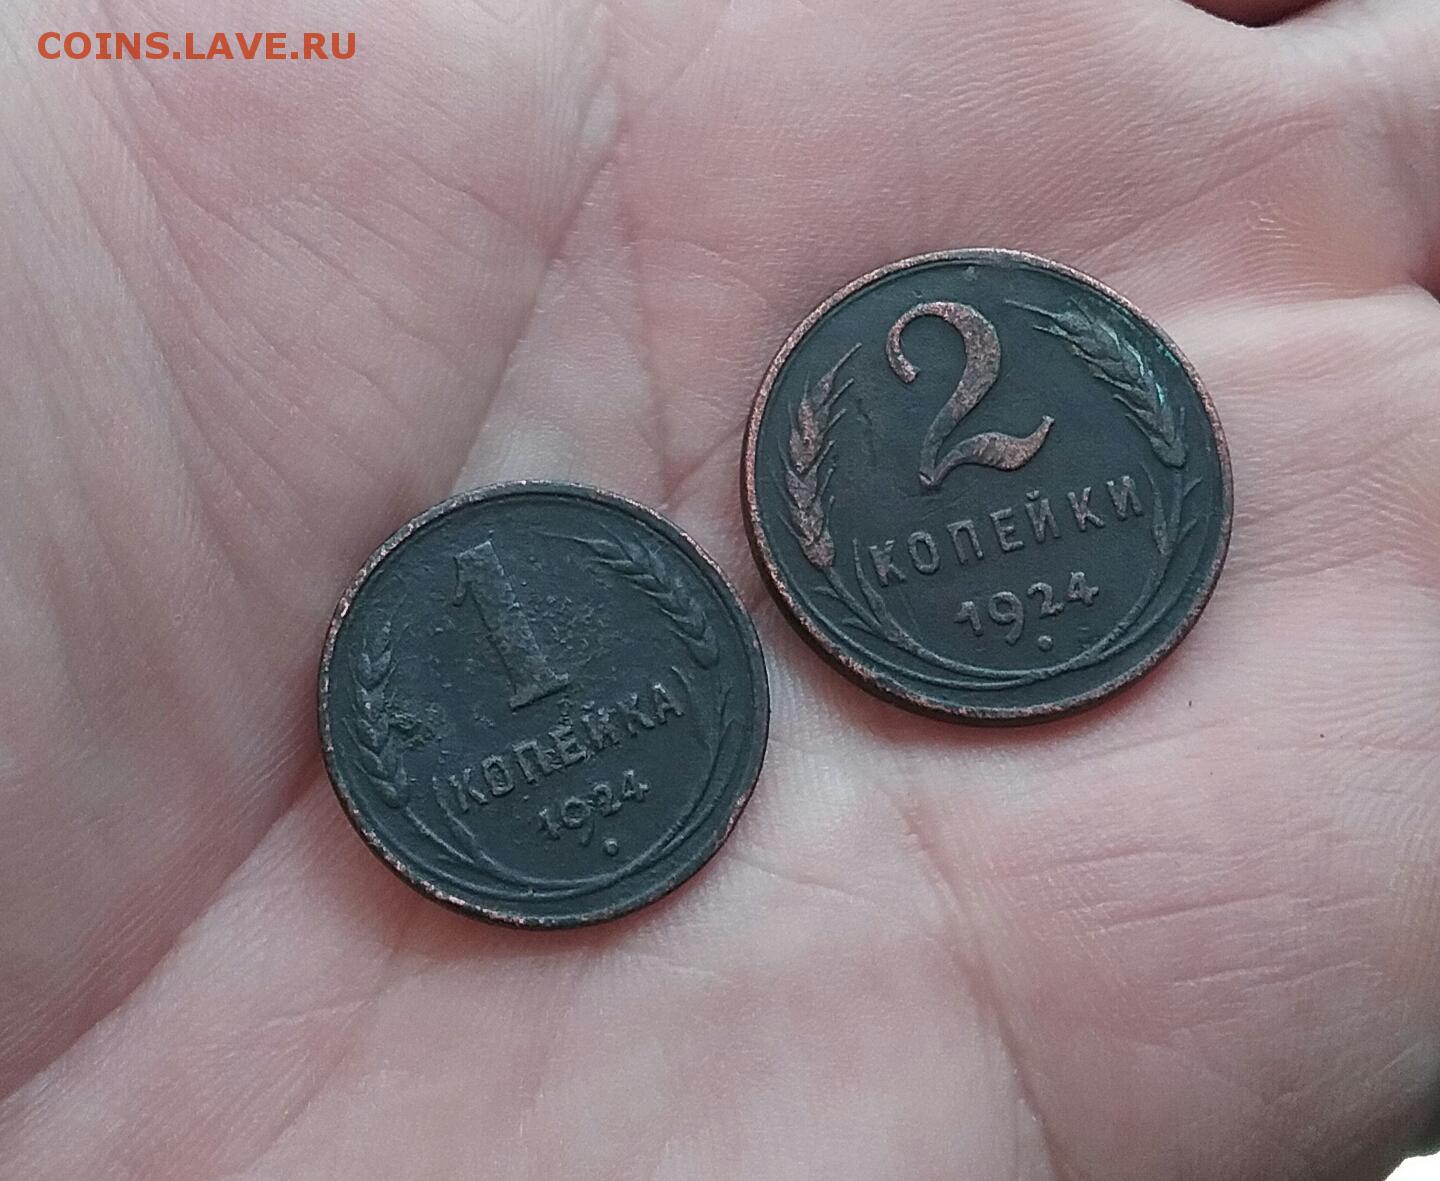 COINS.LAVE.RU
2
КОПЕЙКИ
1924
1
КОПЕЙКА
1924